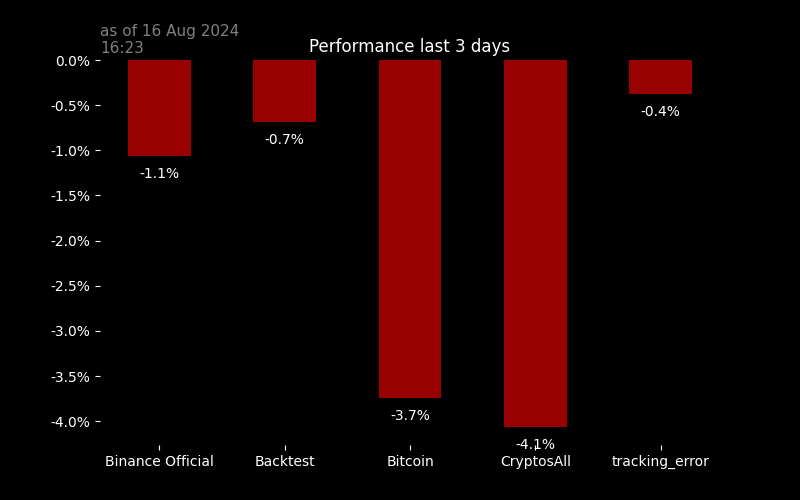 as of 16 Aug 2024
16:23
Performance last 3 days
0.0%
-0.5%
-1.0%
-1.5%
-2.0%
-2.5%
-3.0%
-3.5%
-4.0%
-1.1%
-0.7%
-3.7%
-4.1%
-0.4%
Binance Official
Backtest
Bitcoin
CryptosAll
tracking_error